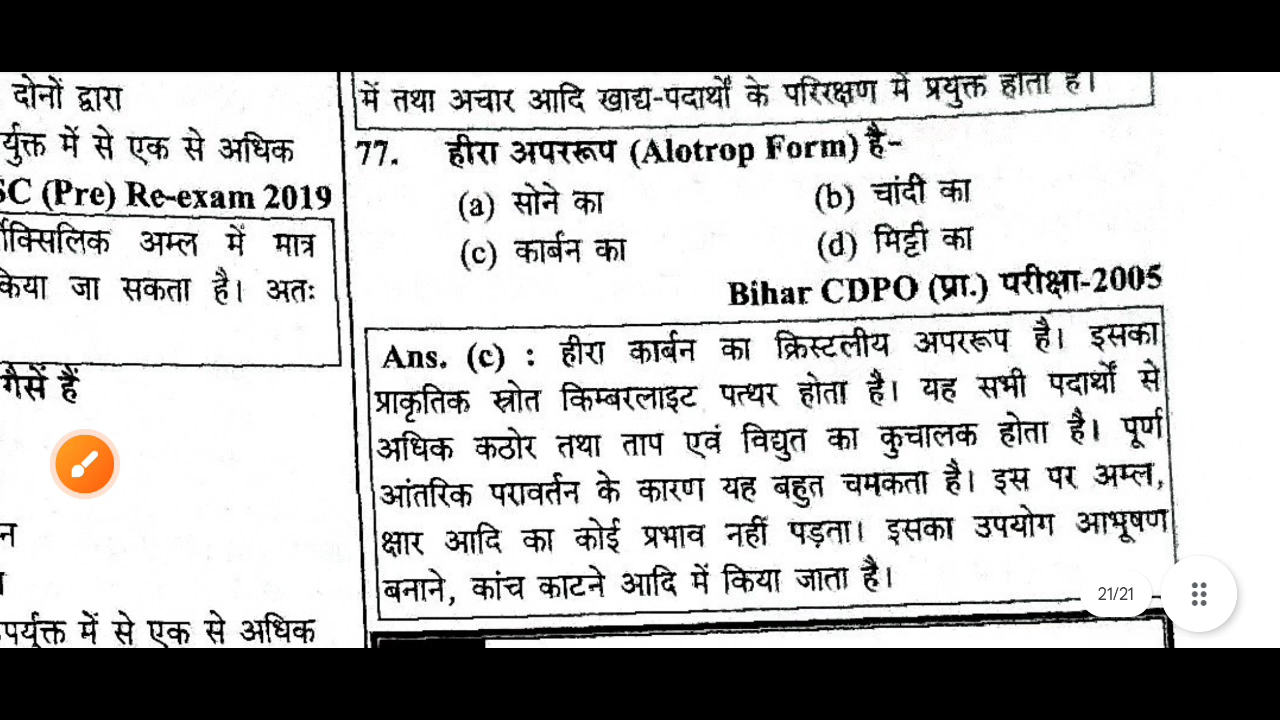 दोनों द्वारा
र्युक्त में से एक से अधिक
SC (Pre) Re-exam 2019
क्सिलिक अम्ल में मात्र
किया जा सकता है। अतः
गैसें हैं
न
पर्युक्त में से एक से अधिक
में तथा अचार आदि खाद्य-पदार्थों के परिरक्षण में प्रयुक्त होता है।
77. हीरा अपररूप (Alotrop Form) है-
(a) सोने का (b) चांदी का
(c) कार्बन का (d) मिट्टी का
Bihar CDPO (प्रा.) परीक्षा-2005
Ans. (c) : हीरा कार्बन का क्रिस्टलीय अपररूप है। इसका
प्राकृतिक स्रोत किम्बरलाइट पत्थर होता है। यह सभी पदार्थों से
अधिक कठोर तथा ताप एवं विद्युत का कुचालक होता है। पूर्ण
आंतरिक परावर्तन के कारण यह बहुत चमकता है। इस पर अम्ल,
क्षार आदि का कोई प्रभाव नहीं पड़ता। इसका उपयोग आभूषण
बनाने, कांच काटने आदि में किया जाता है।
21/21